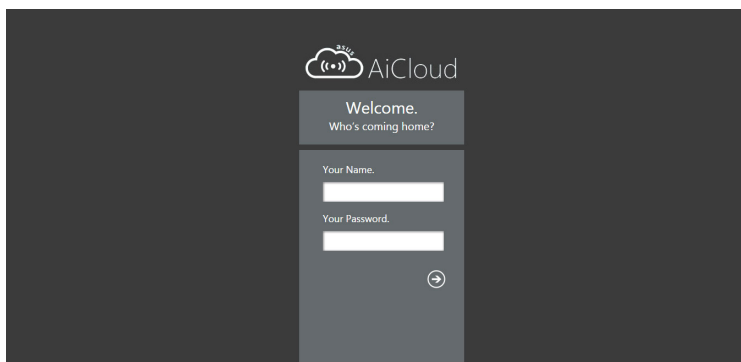 asus
AiCloud
Welcome.
Who's coming home?
Your Name.
Your Password.